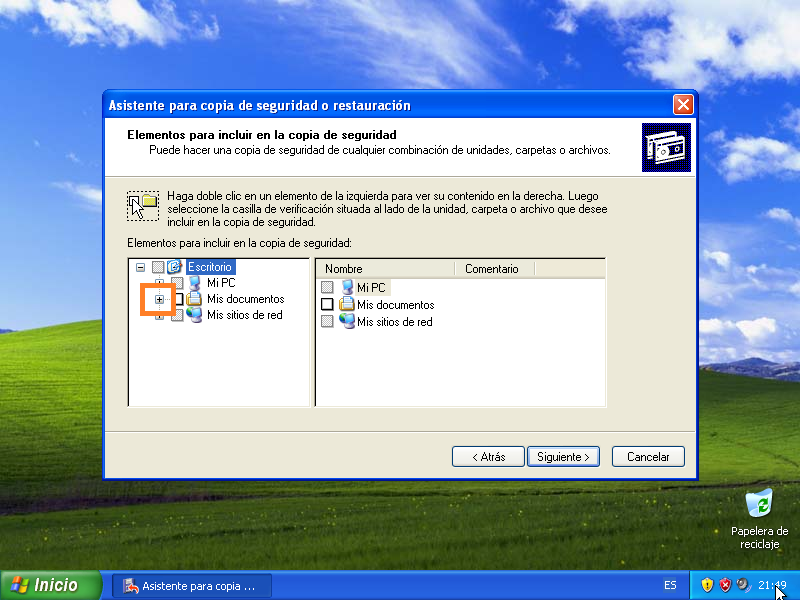 Asistente para copia de seguridad o restauración
Elementos para incluir en la copia de seguridad
Puede hacer una copia de seguridad de cualquier combinación de unidades, carpetas o archivos.
Haga doble clic en un elemento de la izquierda para ver su contenido en la derecha. Luego
seleccione la casilla de verificación situada al lado de la unidad, carpeta o archivo que desee
incluir en la copia de seguridad.
Elementos para incluir en la copia de seguridad:
Escritorio
Mi PC
Mis documentos
Mis sitios de red
Nombre Comentario
Mi PC
Mis documentos
Mis sitios de red
< Atrás Siguiente > Cancelar
Papelera de
reciclaje
Inicio Asistente para copia ... ES 21:49